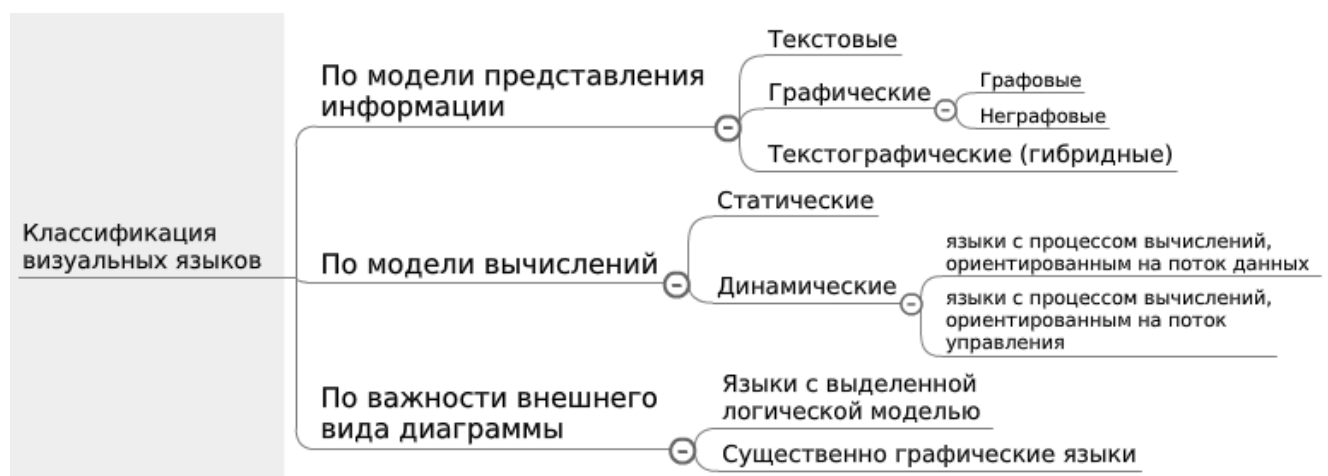 Классификация
визуальных языков
По модели представления
информации
Текстовые
Графические
Графовые
Неграфовые
Текстографические (гибридные)
По модели вычислений
Статические
Динамические
языки с процессом вычислений,
ориентированным на поток данных
языки с процессом вычислений,
ориентированным на поток
управления
По важности внешнего
вида диаграммы
Языки с выделенной
логической моделью
Существенно графические языки